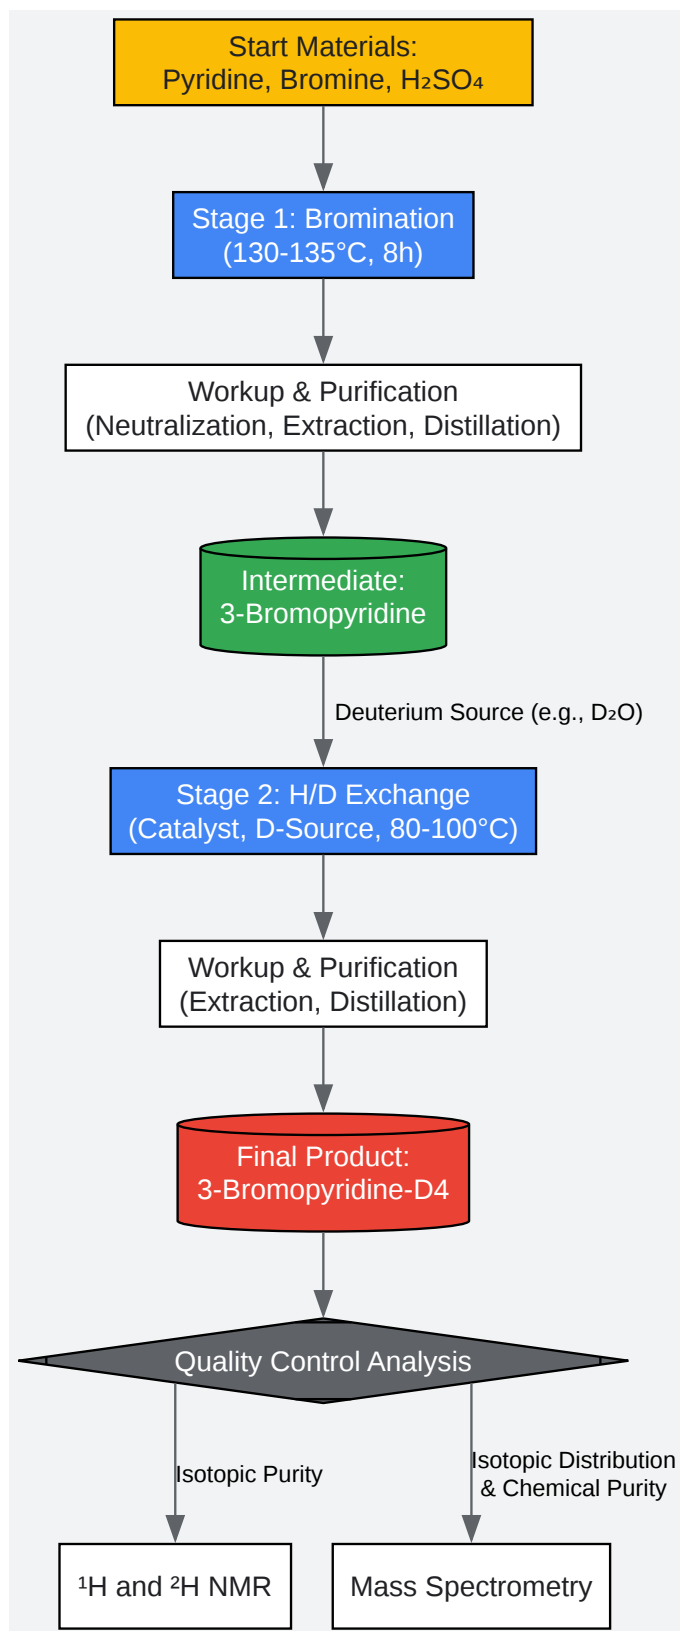 Start Materials:
Pyridine, Bromine, H₂SO₄
Stage 1: Bromination
(130-135°C, 8h)
Workup & Purification
(Neutralization, Extraction, Distillation)
Intermediate:
3-Bromopyridine
Deuterium Source (e.g., D₂O)
Stage 2: H/D Exchange
(Catalyst, D-Source, 80-100°C)
Workup & Purification
(Extraction, Distillation)
Final Product:
3-Bromopyridine-D4
Quality Control Analysis
Isotopic Purity
Isotopic Distribution
& Chemical Purity
¹H and ²H NMR
Mass Spectrometry